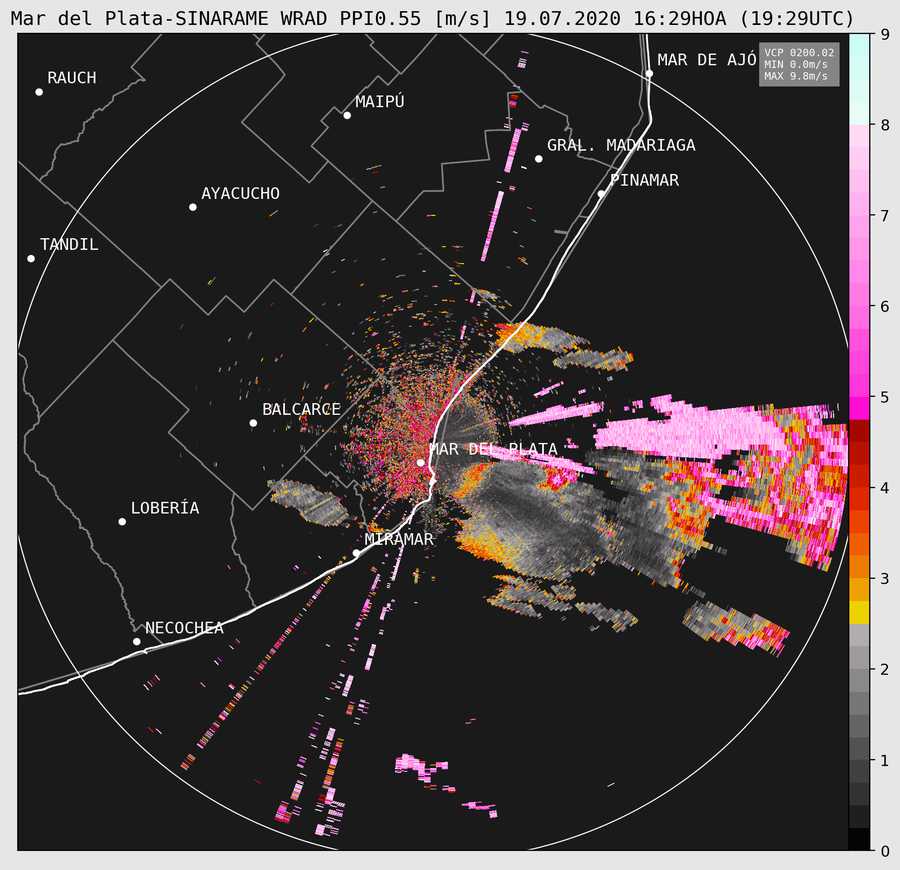 Mar del Plata-SINARAME WRAD PPI0.55 [m/s] 19.07.2020 16:29HOA (19:29UTC)
9
VCP 0200.02
MIN 0.0m/s
MAX 9.8m/s
MAR DE AJÓ
RAUCH
MAIPÚ
8
GRAL. MADARIAGA
PINAMAR
AYACUCHO
7
TANDIL
6
5
BALCARCE
MAR DEL PLATA
4
LOBERÍA
MIRAMAR
3
NECOCHEA
2
1
0